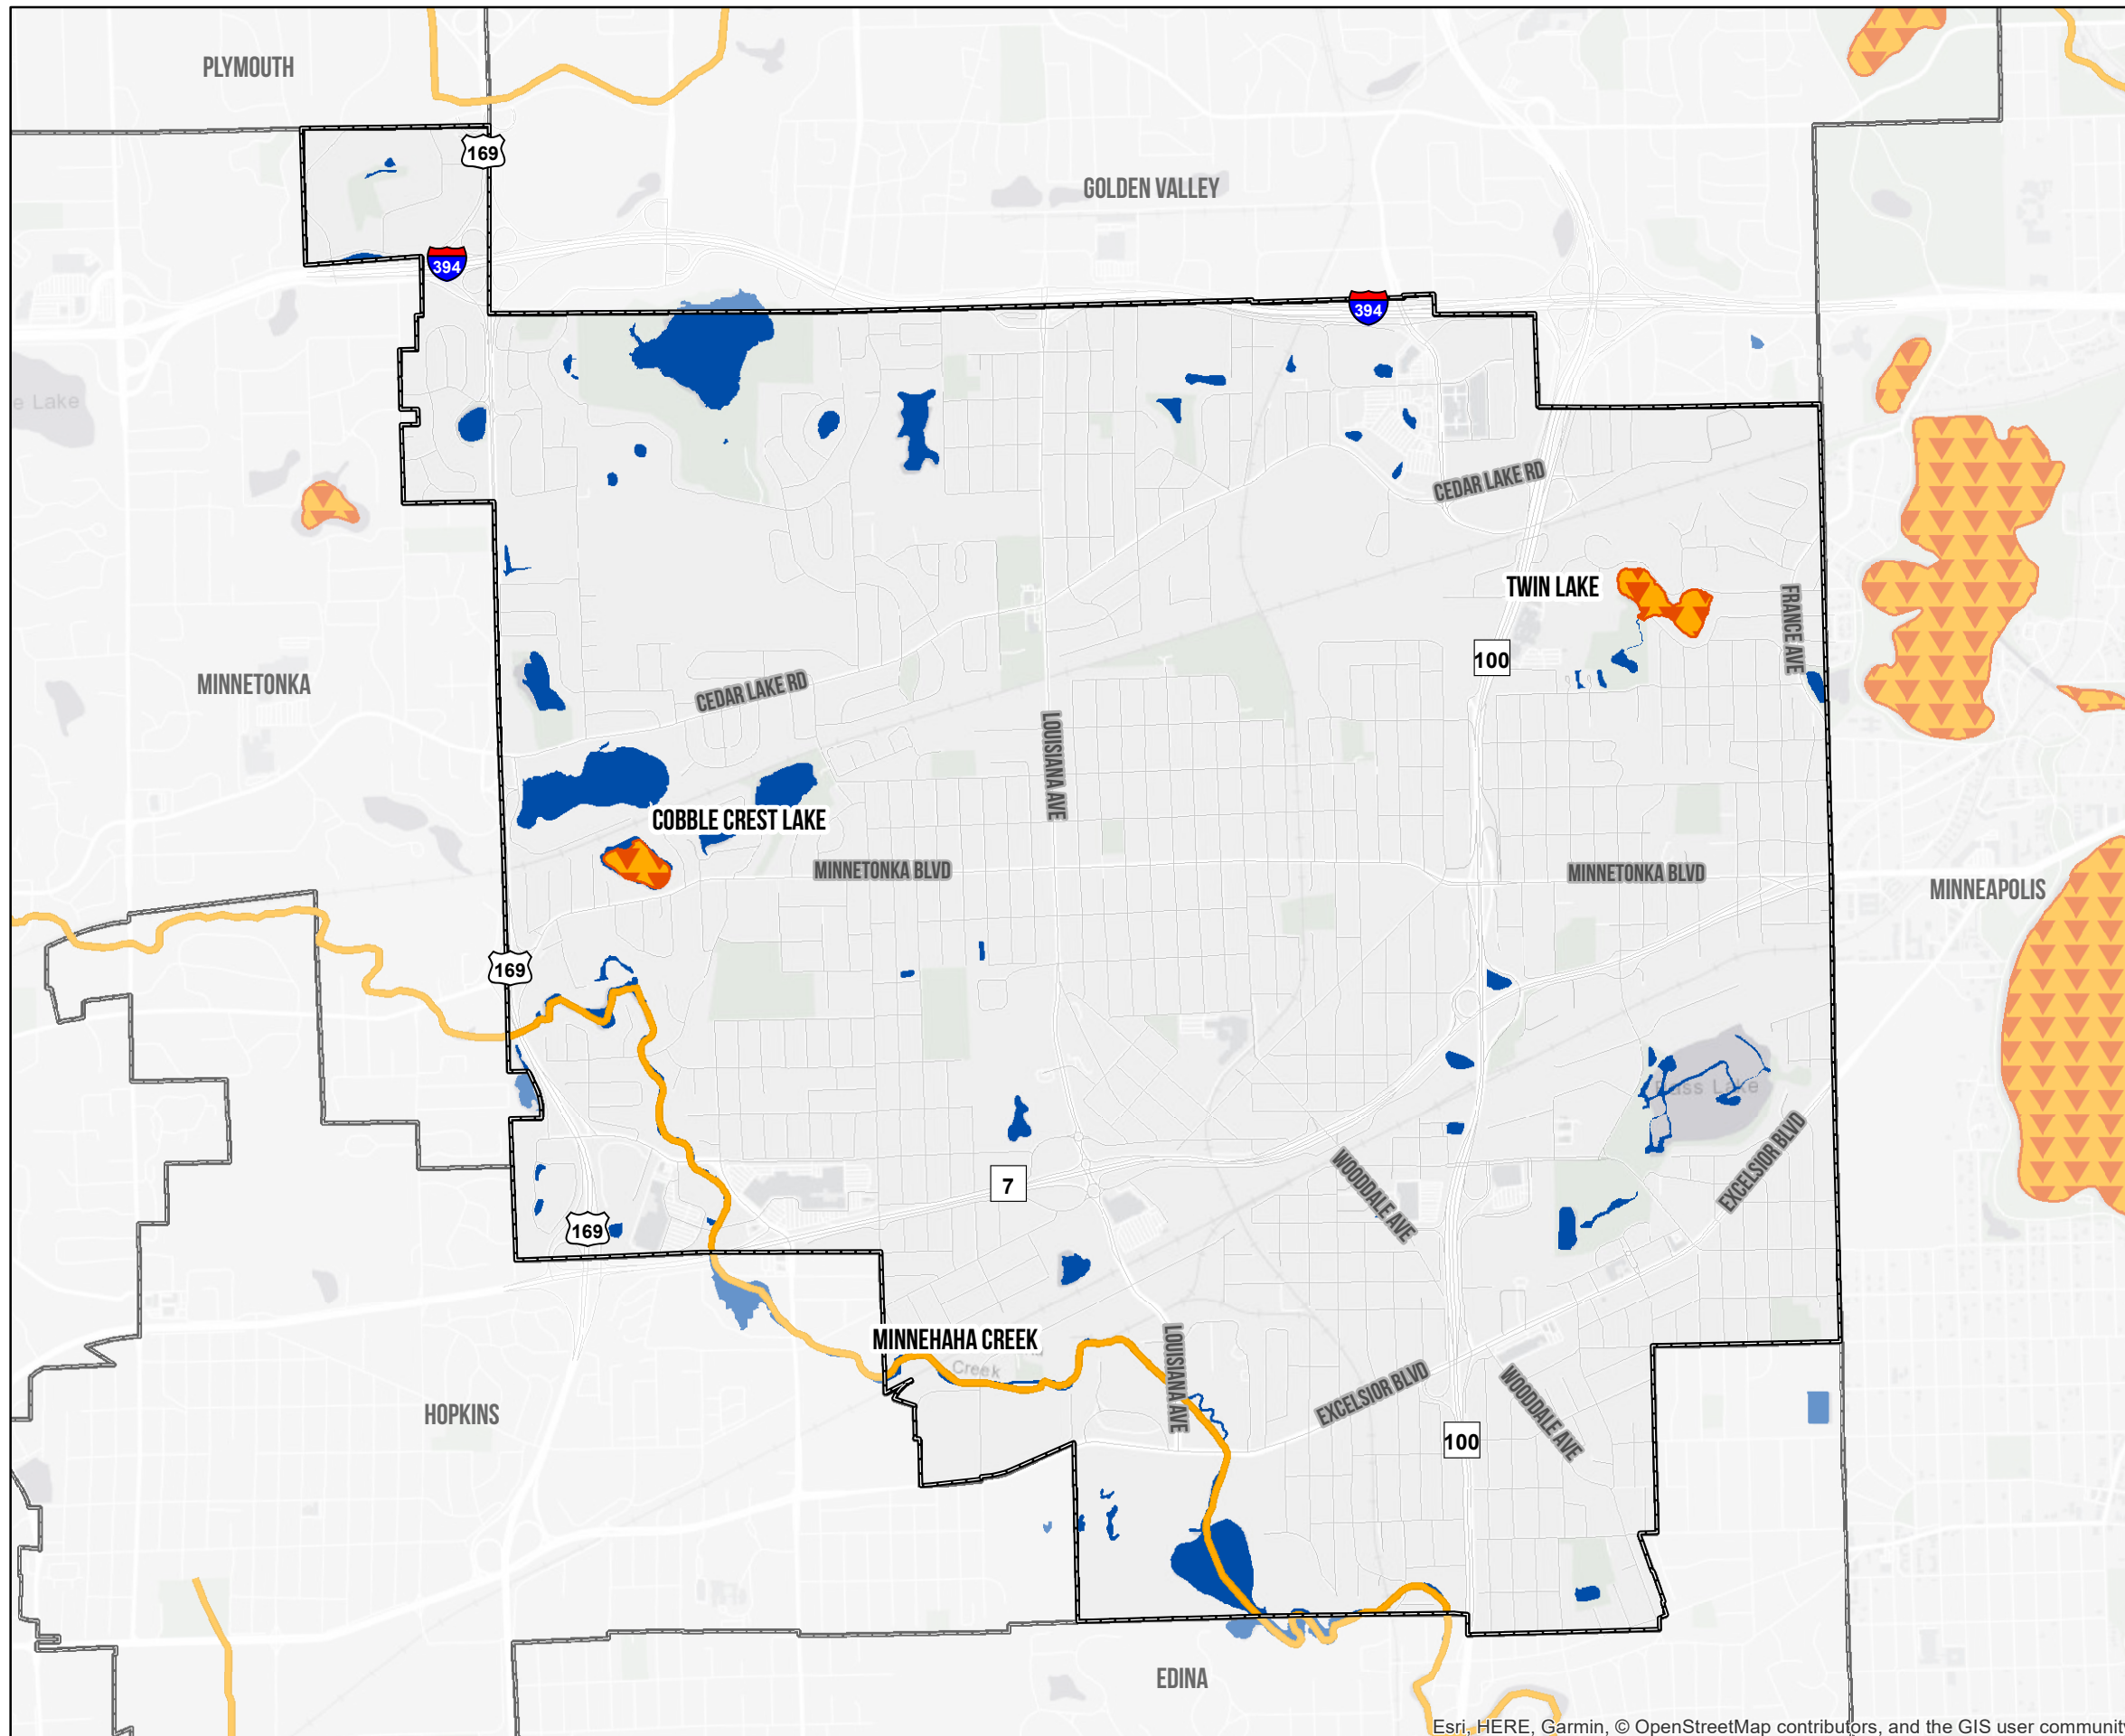 PLYMOUTH
169
GOLDEN VALLEY
394
394
e Lake
CEDAR LAKE RD
TWIN LAKE
FRANCE AVE
100
MINNETONKA
CEDAR LAKE RD
LOUISIANA AVE
COBBLE CREST LAKE
MINNETONKA BLVD
MINNETONKA BLVD
MINNEAPOLIS
169
Bass Lake
EXCELSIOR BLVD
WOODDALE AVE
7
169
MINNEHAHA CREEK
Creek
LOUISIANA AVE
EXCELSIOR BLVD
WOODDALE AVE
HOPKINS
100
EDINA
Esri, HERE, Garmin, © OpenStreetMap contributors, and the GIS user communit